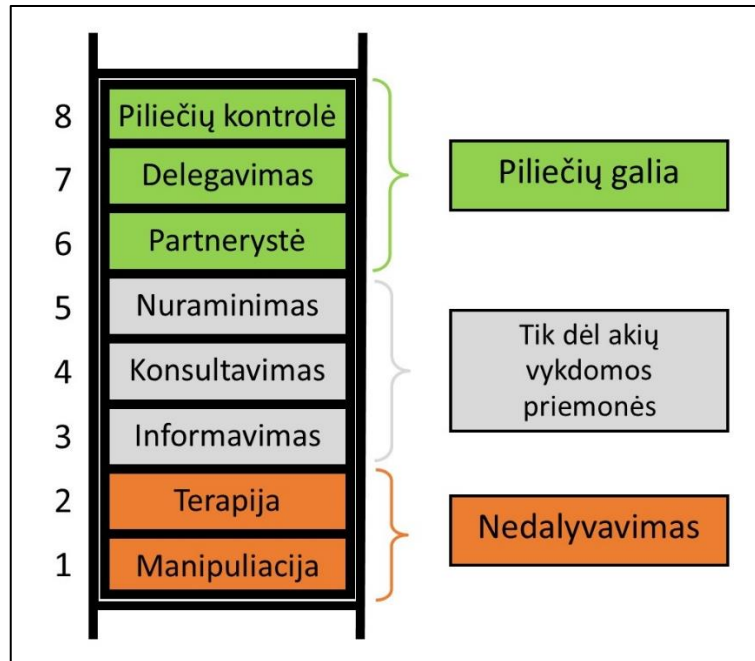 8
Piliečių kontrolė
7
Delegavimas
6
Partnerystė
Piliečių galia
5
Nuraminimas
4
Konsultavimas
3
Informavimas
Tik dėl akių
vykdomos
priemonės
2
Terapija
1
Manipuliacija
Nedalyvavimas